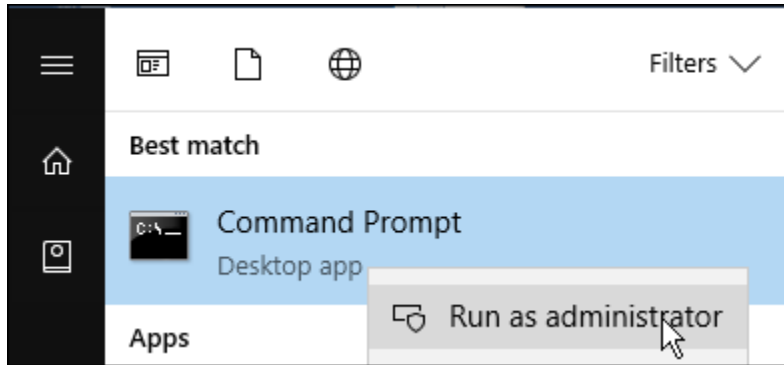 Filters
Best match
C:\_
Command Prompt
Desktop app
Run as administrator
Apps